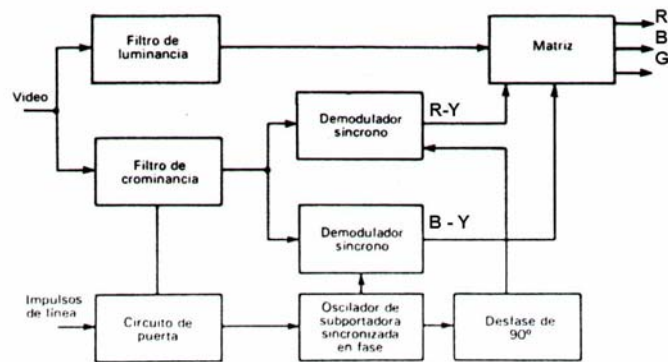 Filtro de
luminancia
Matriz
R
B
G
Video
Filtro de
crominancia
Demodulador
síncrono
R-Y
Demodulador
síncrono
B - Y
Impulsos
de línea
Circuito de
puerta
Oscilador de
subportadora
sincronizada
en fase
Desfase de
90º